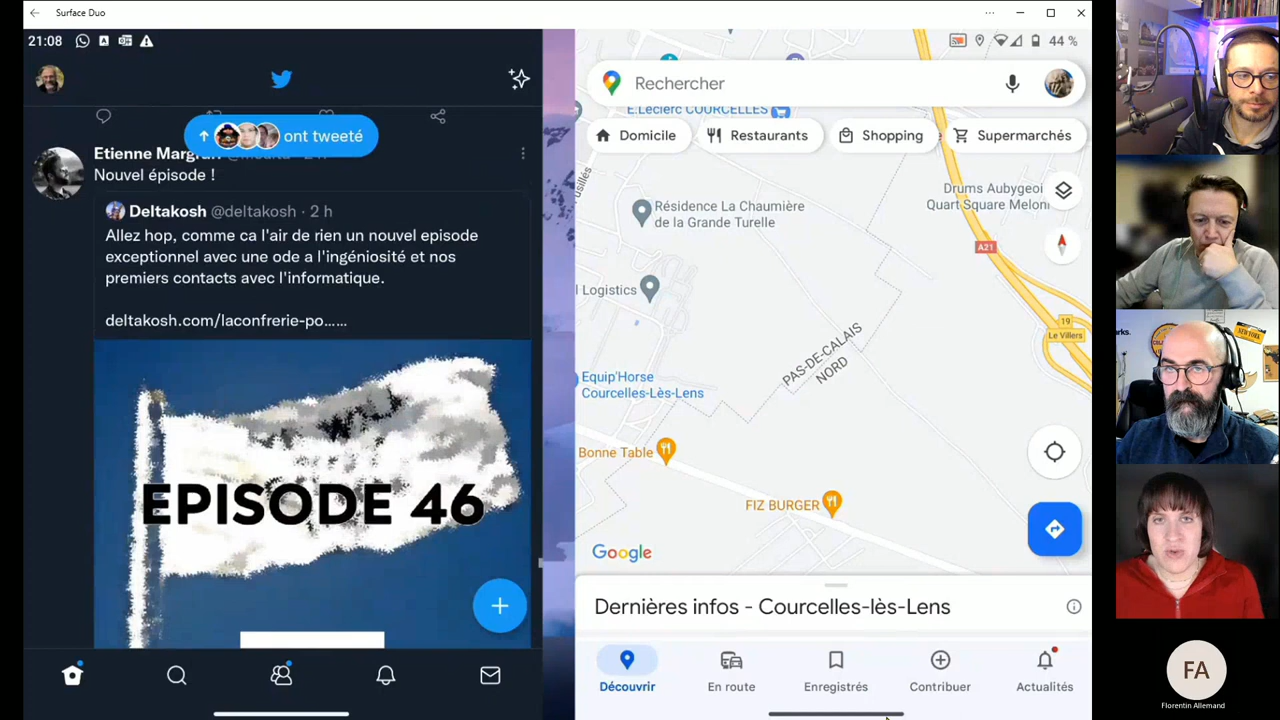 Surface Duo
21:08
44 %
ont tweeté
Etienne Margraff
Nouvel épisode !
Deltakosh @deltakosh · 2 h
Allez hop, comme ca l'air de rien un nouvel episode
exceptionnel avec une ode a l'ingéniosité et nos
premiers contacts avec l'informatique.
deltakosh.com/laconfrerie-po……
EPISODE 46
Rechercher
E.Leclerc COURCELLES
Domicile
Restaurants
Shopping
Supermarchés
Drums Aubygeoi
Quart Square Meloni
Résidence La Chaumière
de la Grande Turelle
A21
l Logistics
19
Le Villers
PAS-DE-CALAIS
NORD
Equip'Horse
Courcelles-Lès-Lens
Bonne Table
FIZ BURGER
Google
Dernières infos - Courcelles-lès-Lens
Découvrir
En route
Enregistrés
Contribuer
Actualités
NEW YORK
FA
Florentin Allemand